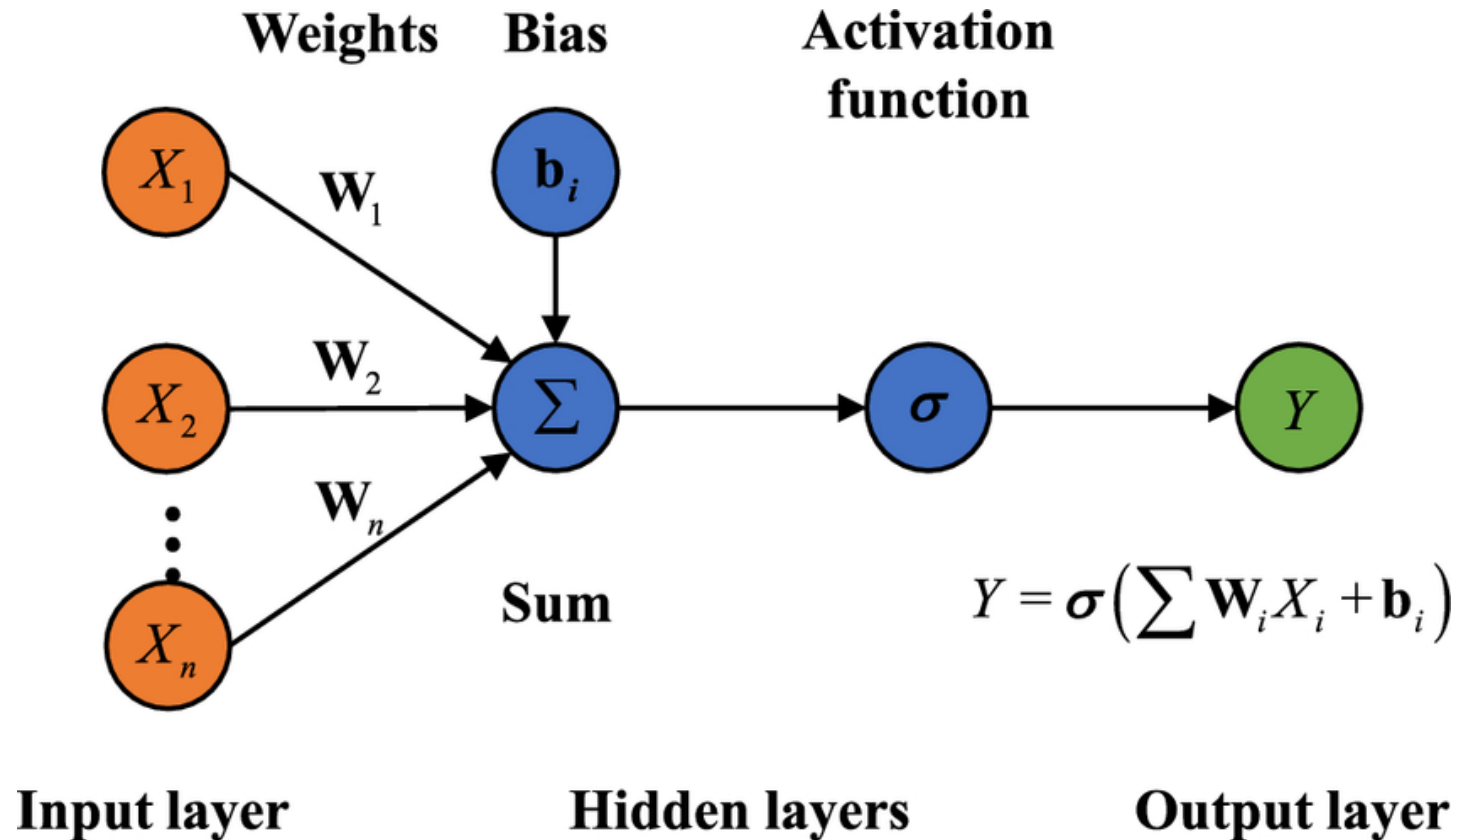 Weights Bias Activation
function
X₁ W₁ bᵢ
X₂ W₂ Σ σ Y
Wₙ
Xₙ
Sum
Y = σ(∑ WᵢXᵢ + bᵢ)
Input layer Hidden layers Output layer